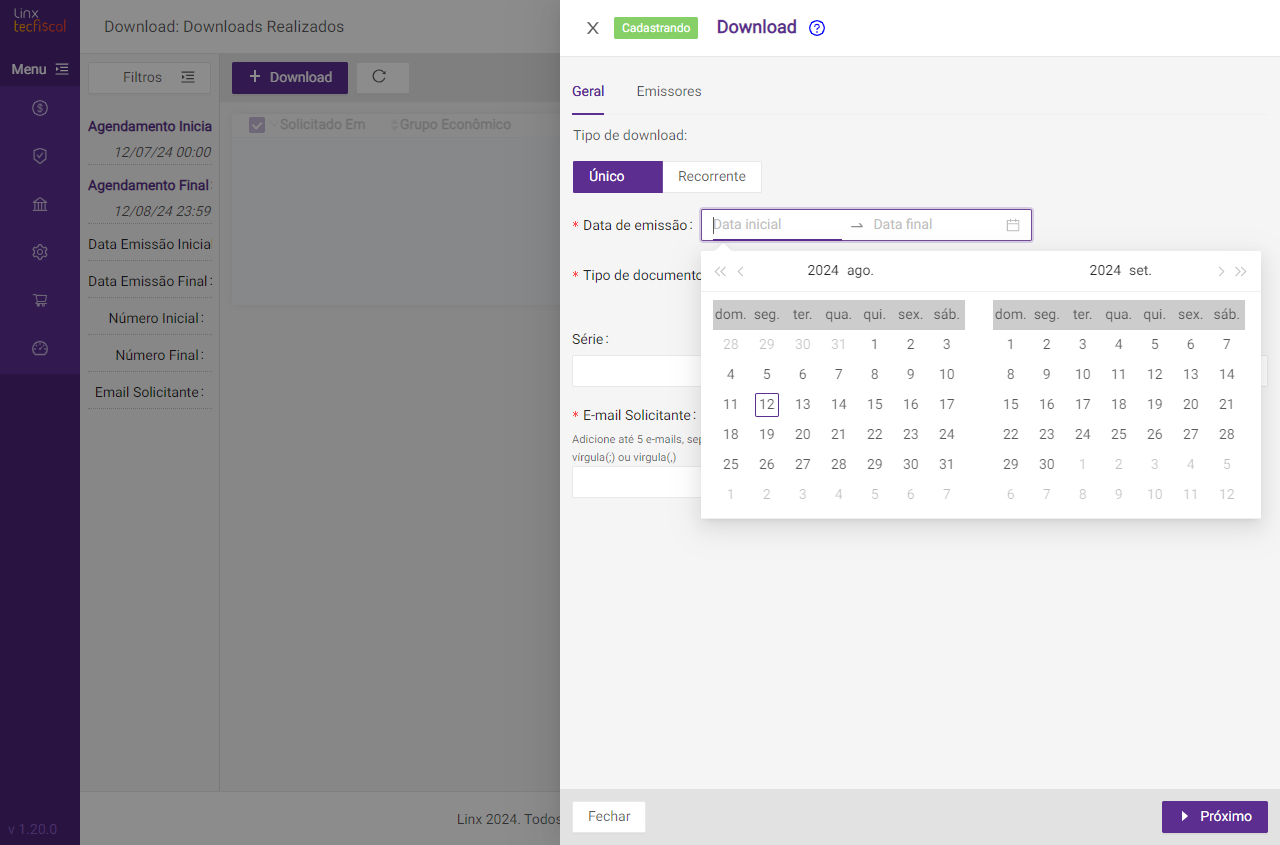 Linx
tecfiscal
Menu
v 1.20.0
Download: Downloads Realizados
Filtros
Agendamento Inicia
12/07/24 00:00
Agendamento Final:
12/08/24 23:59
Data Emissão Inicial
Data Emissão Final:
Número Inicial:
Número Final:
Email Solicitante:
+ Download
Solicitado Em Grupo Econômico
Linx 2024. Todos
X Cadastrando Download ?
Geral Emissores
Tipo de download:
Único Recorrente
* Data de emissão: Data inicial → Data final
* Tipo de documento
Série:
* E-mail Solicitante:
Adicione até 5 e-mails, sep
vírgula(;) ou virgula(,)
2024 ago. 2024 set.
dom. seg. ter. qua. qui. sex. sáb. dom. seg. ter. qua. qui. sex. sáb.
28 29 30 31 1 2 3 1 2 3 4 5 6 7
4 5 6 7 8 9 10 8 9 10 11 12 13 14
11 12 13 14 15 16 17 15 16 17 18 19 20 21
18 19 20 21 22 23 24 22 23 24 25 26 27 28
25 26 27 28 29 30 31 29 30 1 2 3 4 5
1 2 3 4 5 6 7 6 7 8 9 10 11 12
Fechar Próximo